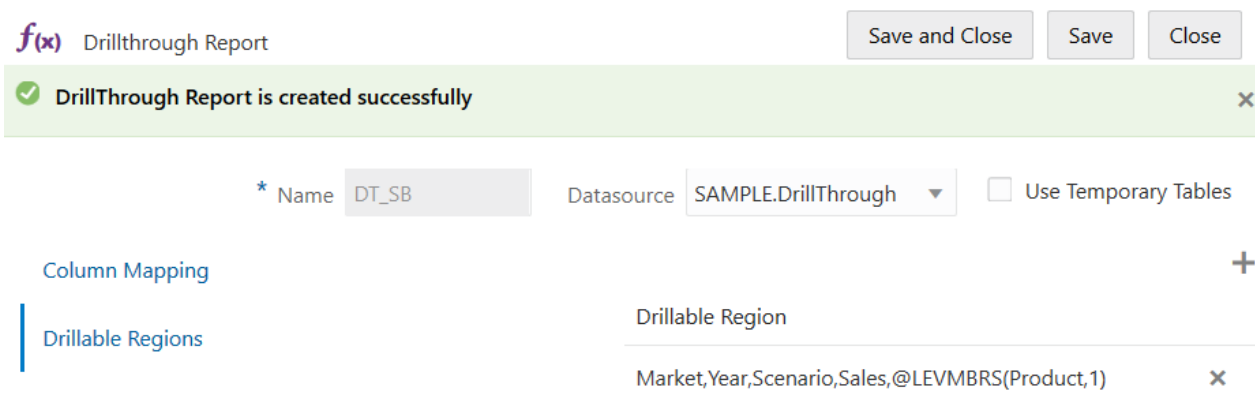 f(x) Drillthrough Report Save and Close Save Close
DrillThrough Report is created successfully
* Name DT_SB Datasource SAMPLE.DrillThrough Use Temporary Tables
Column Mapping
Drillable Region
Drillable Regions
Market,Year,Scenario,Sales,@LEVMBRS(Product,1)